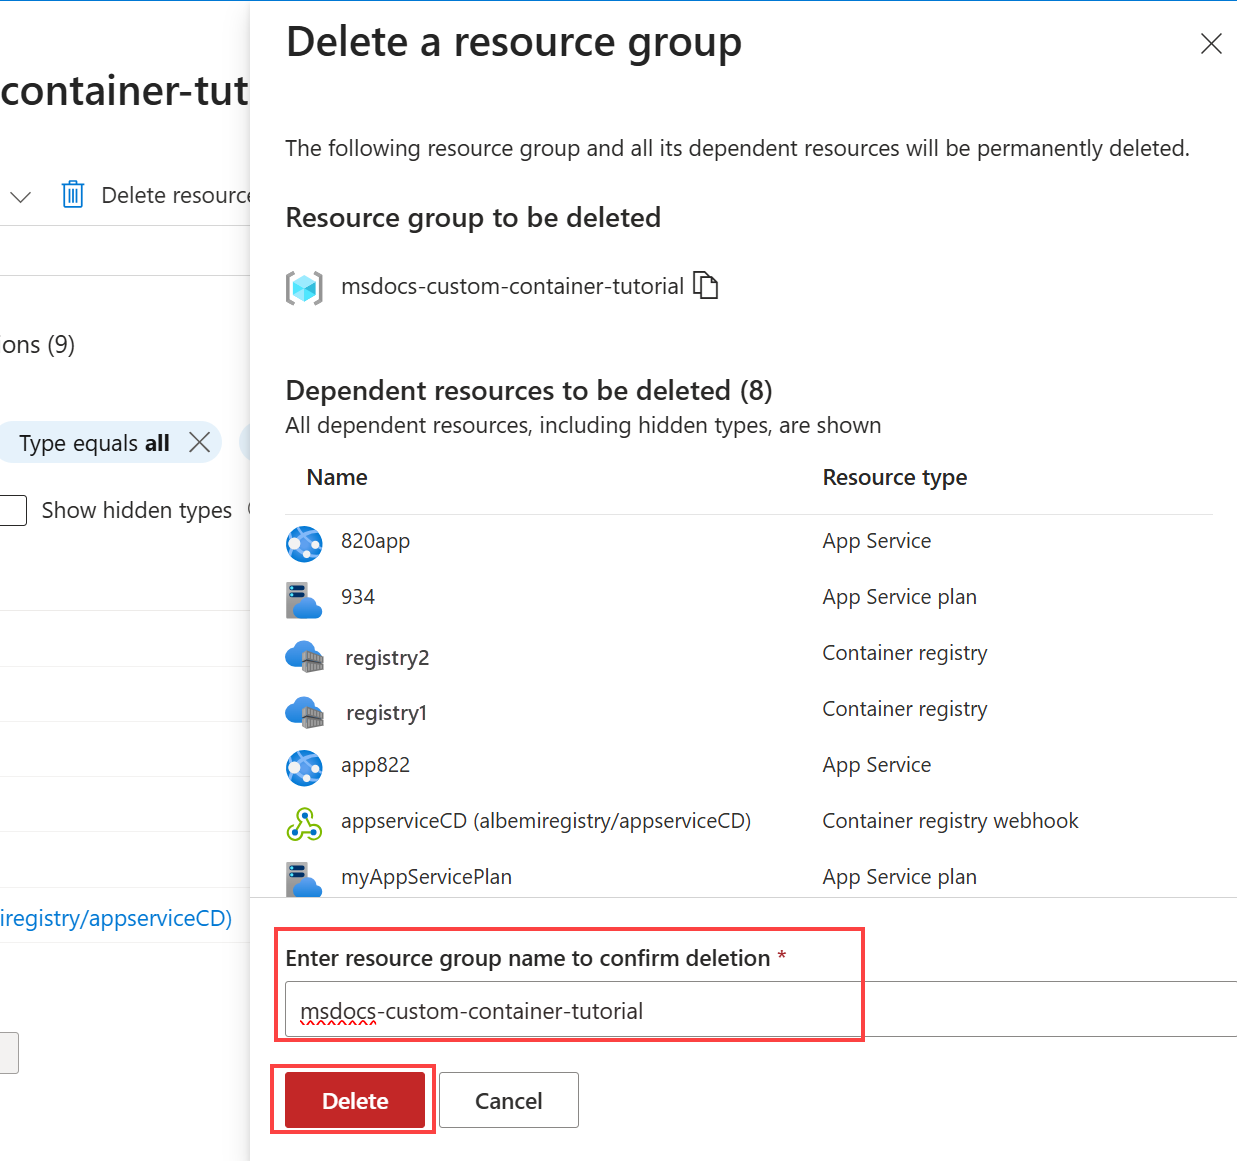 Delete a resource group
container-tut
The following resource group and all its dependent resources will be permanently deleted.
Delete resource
Resource group to be deleted
msdocs-custom-container-tutorial
ions (9)
Dependent resources to be deleted (8)
All dependent resources, including hidden types, are shown
Type equals all
Name Resource type
Show hidden types
820app App Service
934 App Service plan
registry2 Container registry
registry1 Container registry
app822 App Service
appserviceCD (albemiregistry/appserviceCD) Container registry webhook
myAppServicePlan App Service plan
iregistry/appserviceCD)
Enter resource group name to confirm deletion *
msdocs-custom-container-tutorial
Delete Cancel